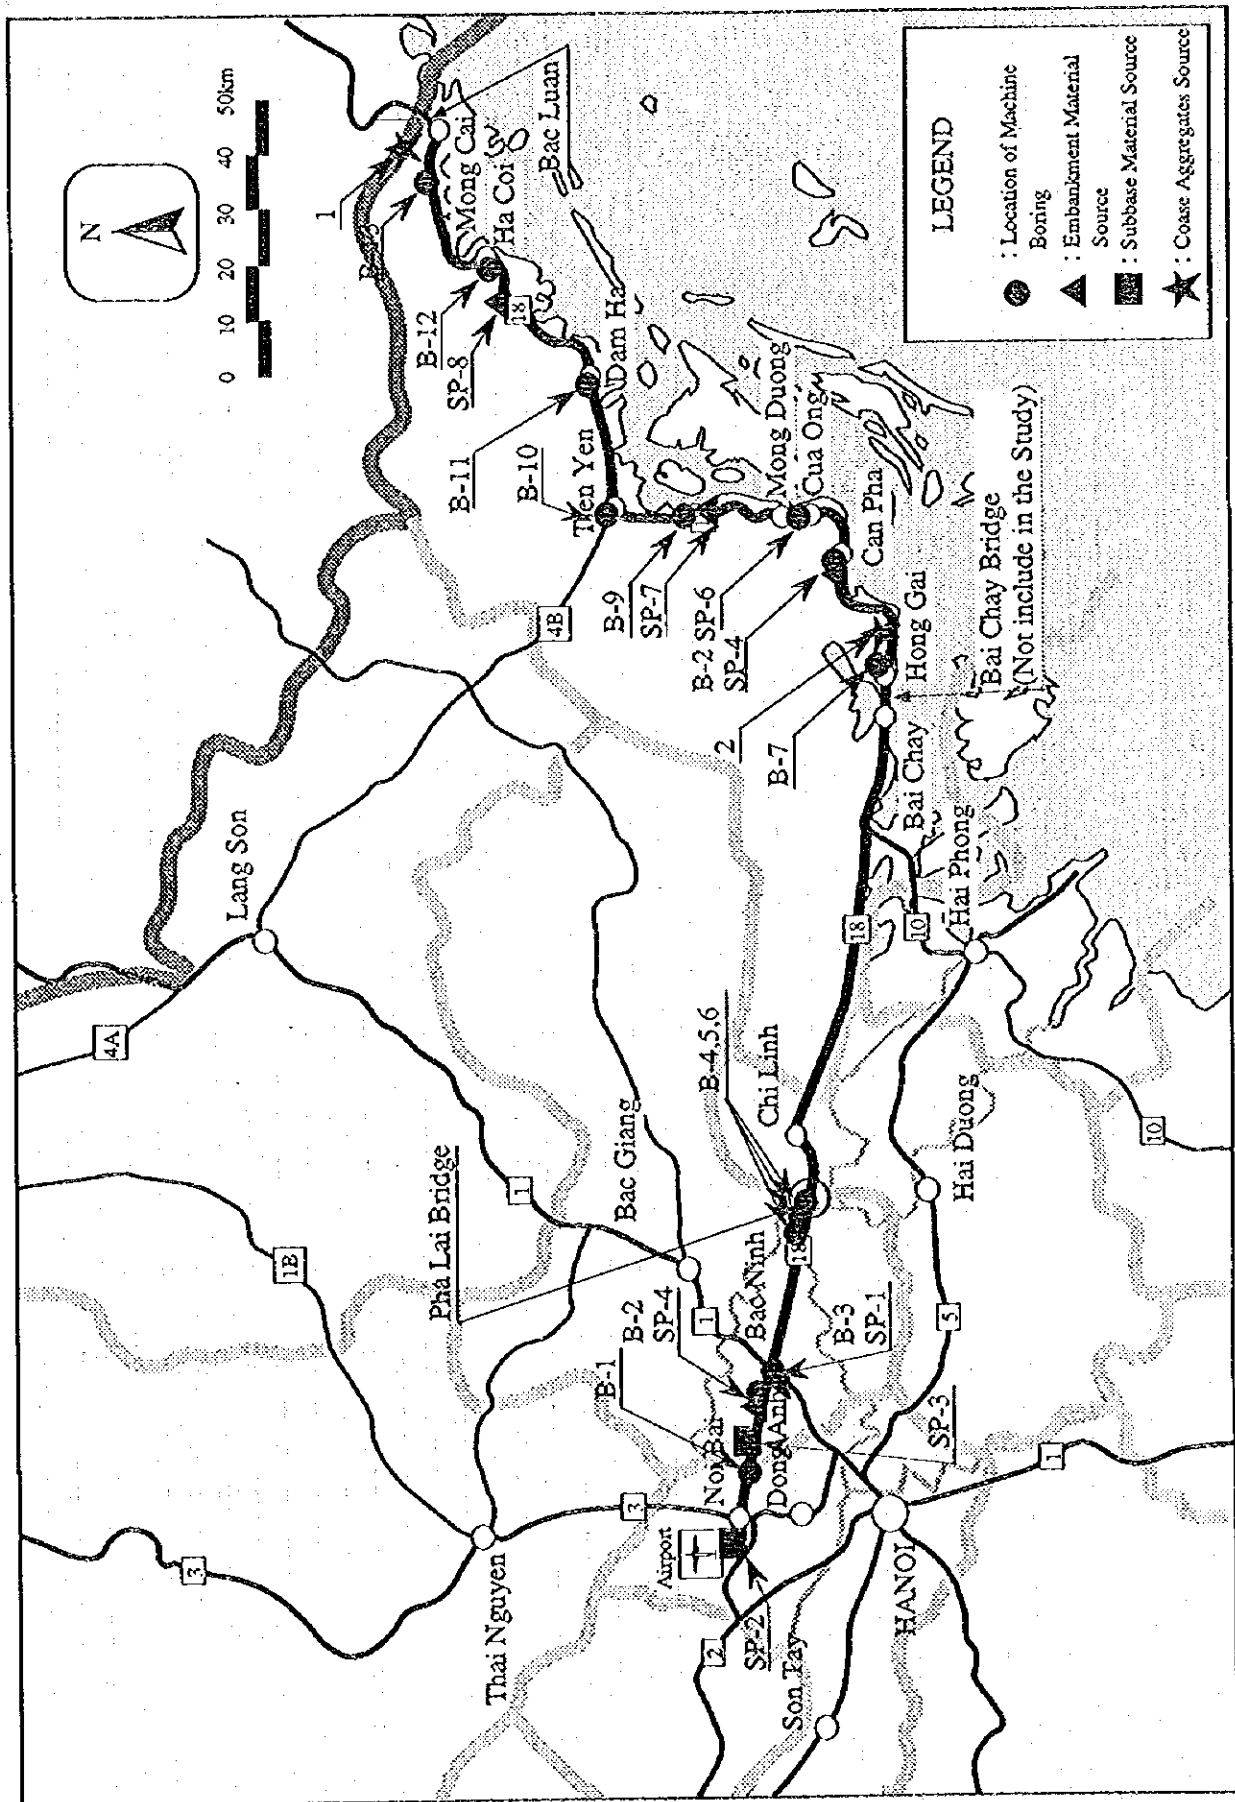 N
0 10 20 30 40 50km
1
B-13
Mong Cai
Ha Coi
Bac Luan
B-12
SP-8
18
B-11
Dam Ha
B-10
Tien Yen
4B
B-9
SP-7
Mong Duong
Cua Ong
B-2 SP-6
SP-4
Can Pha
2
B-7
Hong Gai
Bai Chay Bridge
(Not include in the Study)
Bai Chay
Lang Son
4A
18
10
Hai Phong
B-4,5,6
Chi Linh
Pha Lai Bridge
Bac Giang
1
1B
18
Hai Duong
10
1
Bac Ninh
B-1
B-2
SP-4
B-3
SP-1
5
Noi Bai
Dong Anh
SP-3
1
Airport
3
3
Thai Nguyen
SP-2
2
Son Tay
HANOI
LEGEND
: Location of Machine
Boring
: Embankment Material
Source
: Subbase Material Source
: Coase Aggregates Source